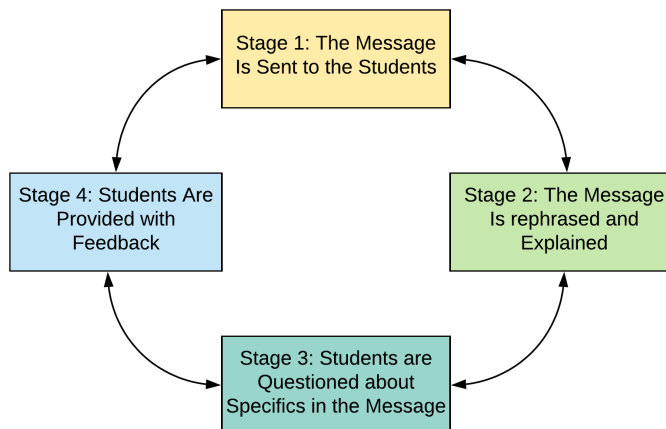 Stage 1: The Message
Is Sent to the Students
Stage 4: Students Are
Provided with
Feedback
Stage 2: The Message
Is rephrased and
Explained
Stage 3: Students are
Questioned about
Specifics in the Message